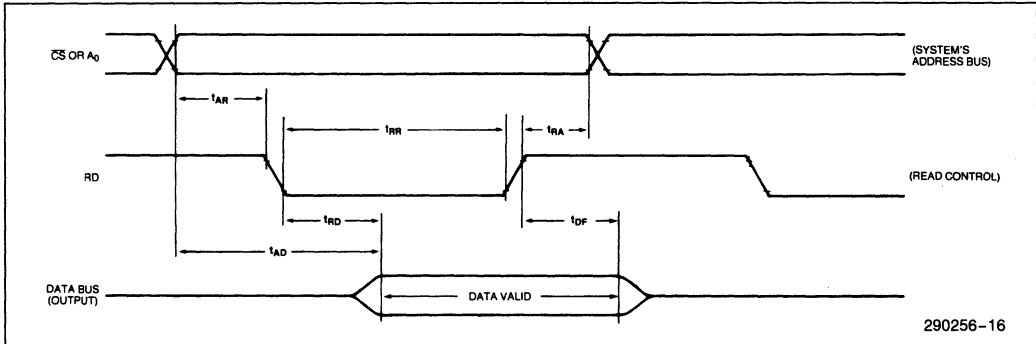 C̅S̅ OR A₀
(SYSTEM'S
ADDRESS BUS)
tAR
tRR
tRA
RD
(READ CONTROL)
tRD
tDF
tAD
DATA BUS
(OUTPUT)
DATA VALID
290256-16